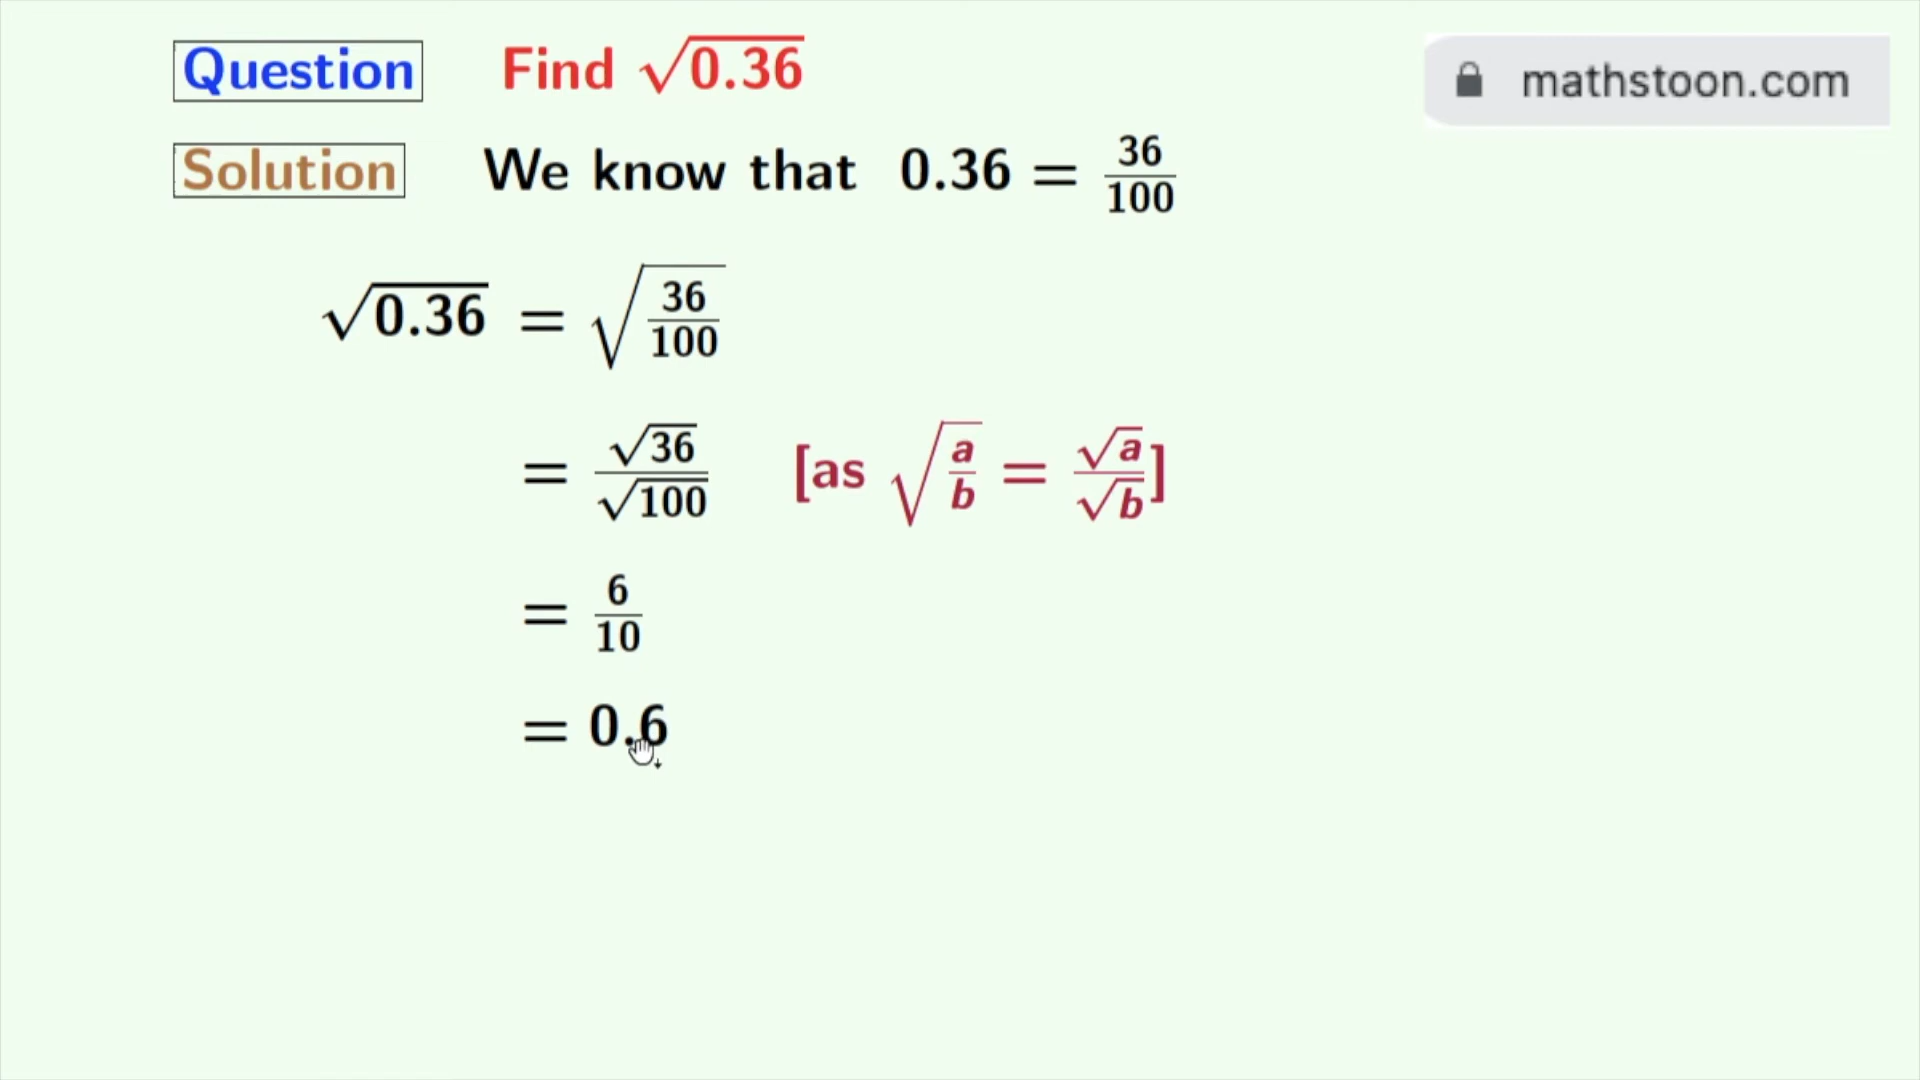 Question Find √0.36
mathstoon.com
Solution We know that 0.36 = 36/100
√0.36 = √(36/100)
= √36/√100 [as √(a/b) = √a/√b]
= 6/10
= 0.6